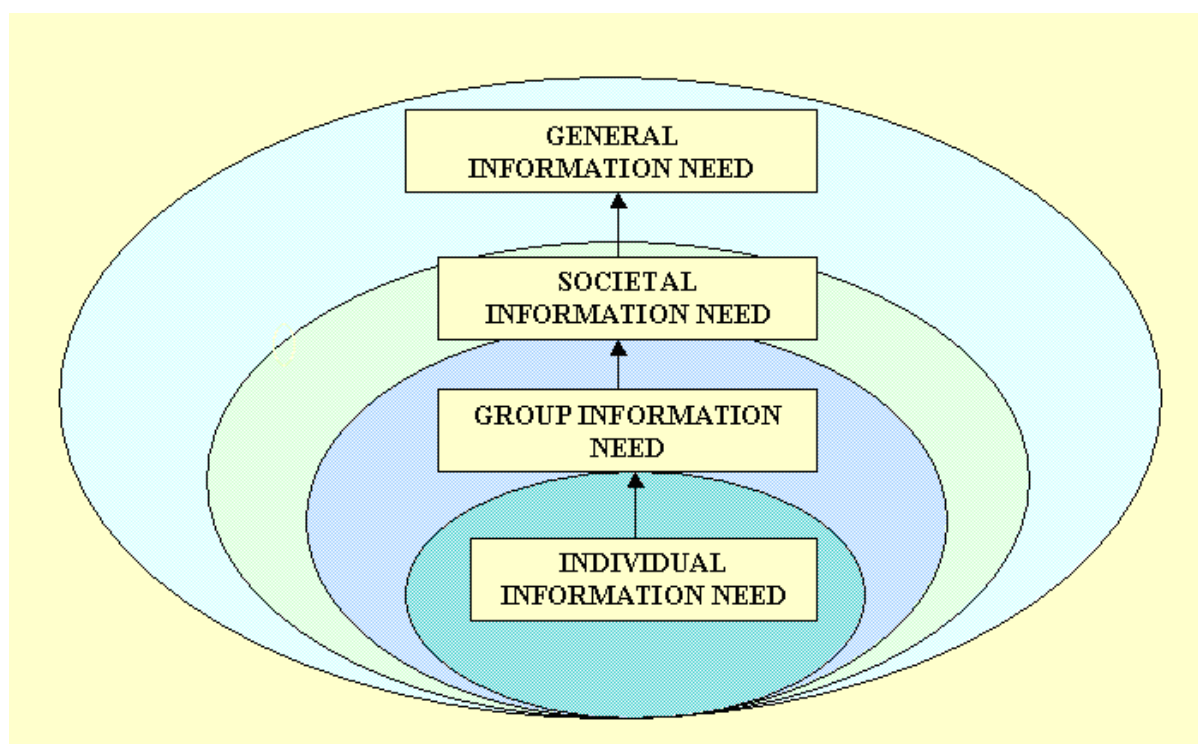 GENERAL
INFORMATION NEED
SOCIETAL
INFORMATION NEED
GROUP INFORMATION
NEED
INDIVIDUAL
INFORMATION NEED